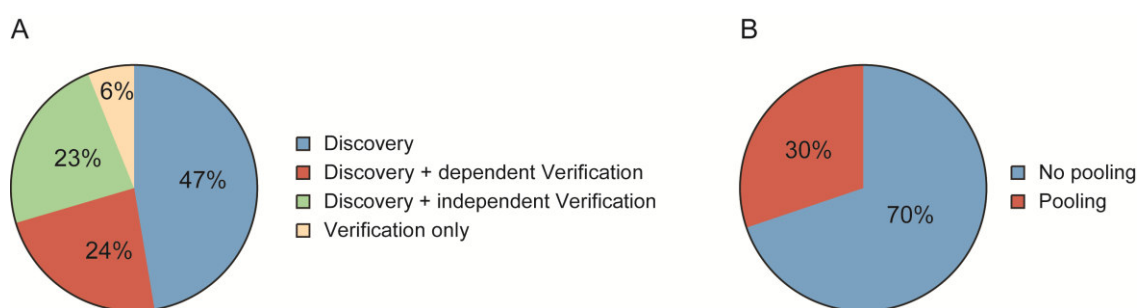 A
B
6%
23%
47%
24%
Discovery
Discovery + dependent Verification
Discovery + independent Verification
Verification only
30%
70%
No pooling
Pooling